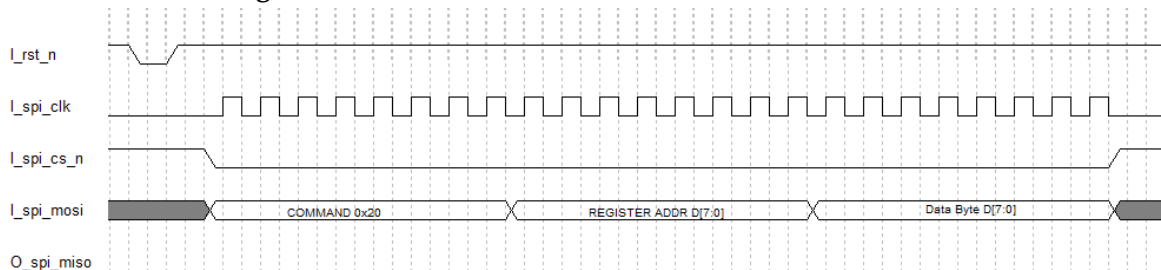 I_rst_n
I_spi_clk
I_spi_cs_n
I_spi_mosi COMMAND 0x20 REGISTER ADDR D[7:0] Data Byte D[7:0]
O_spi_miso